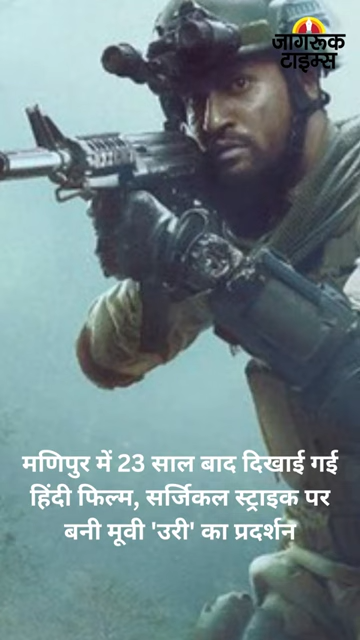 जागरूक
टाइम्स
मणिपुर में 23 साल बाद दिखाई गई
हिंदी फिल्म, सर्जिकल स्ट्राइक पर
बनी मूवी 'उरी' का प्रदर्शन